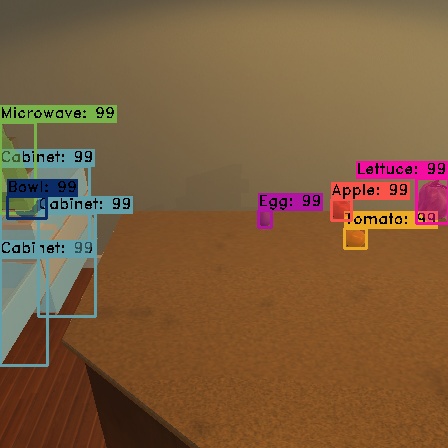 Microwave: 99
Cabinet: 99
Lettuce: 99
Bowl: 99
Apple: 99
Cabinet: 99
Egg: 99
Tomato: 99
Cabinet: 99